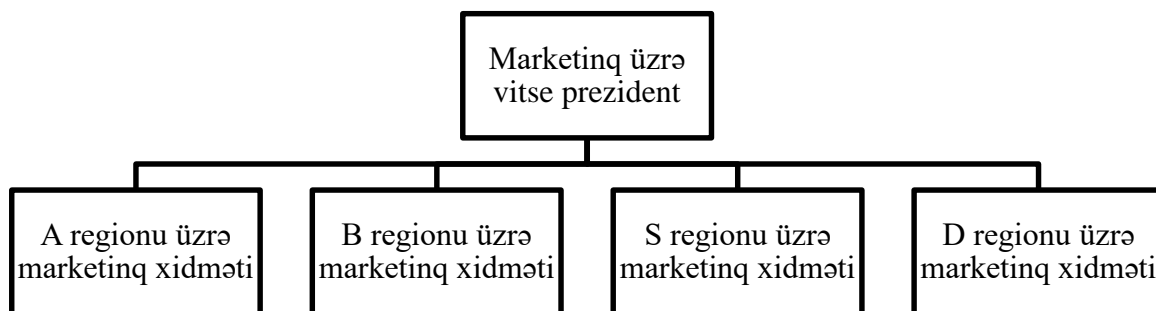 Marketinq üzrə
vitse prezident
A regionu üzrə
marketinq xidməti
B regionu üzrə
marketinq xidməti
S regionu üzrə
marketinq xidməti
D regionu üzrə
marketinq xidməti